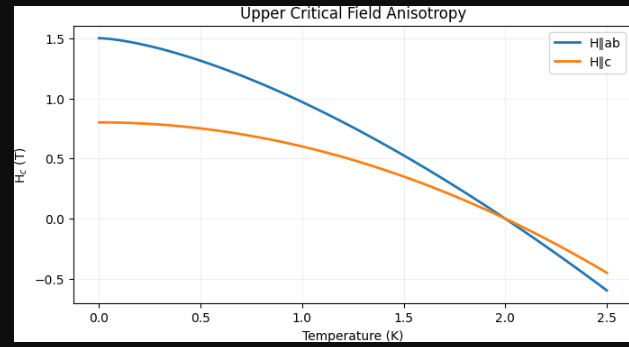 Upper Critical Field Anisotropy
H∥ab
H∥c
H_c (T)
1.5
1.0
0.5
0.0
−0.5
0.0 0.5 1.0 1.5 2.0 2.5
Temperature (K)